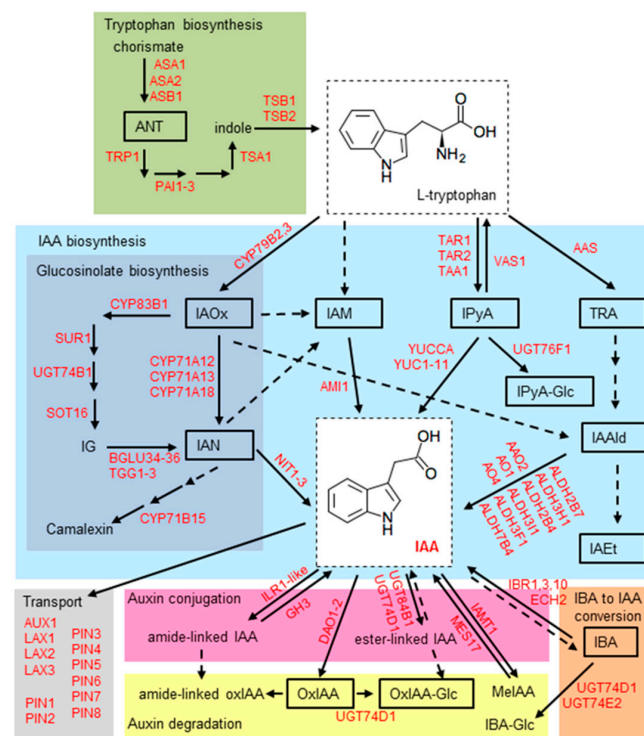 Tryptophan biosynthesis
chorismate
ASA1
ASA2
ASB1
ANT
TRP1
PAI1-3
TSA1
indole
TSB1
TSB2
O
OH
NH2
N
H
L-tryptophan
IAA biosynthesis
CYP79B2,3
TAR1
TAR2
TAA1
VAS1
AAS
Glucosinolate biosynthesis
CYP83B1
IAOx
IAM
IPyA
TRA
SUR1
UGT74B1
SOT16
CYP71A12
CYP71A13
CYP71A18
AMI1
YUCCA
YUC1-11
UGT76F1
IPyA-Glc
IG
BGLU34-36
TGG1-3
IAN
NIT1-3
IAAld
Camalexin
CYP71B15
OH
O
N
H
IAA
AAO2
AO1
AO4
ALDH2B7
ALDH3H1
ALDH2B4
ALDH3I1
ALDH3F1
ALDH7B4
IAEt
Transport
AUX1
LAX1
LAX2
LAX3
PIN1
PIN2
PIN3
PIN4
PIN5
PIN6
PIN7
PIN8
Auxin conjugation
ILR1-like
GH3
amide-linked IAA
DAO1,2
UGT84B1
UGT74D1
ester-linked IAA
IAMT1
MES17
IBR1,3,10
ECH2
IBA to IAA
conversion
IBA
UGT74D1
UGT74E2
amide-linked oxIAA
OxIAA
OxIAA-Glc
UGT74D1
MeIAA
IBA-Glc
Auxin degradation